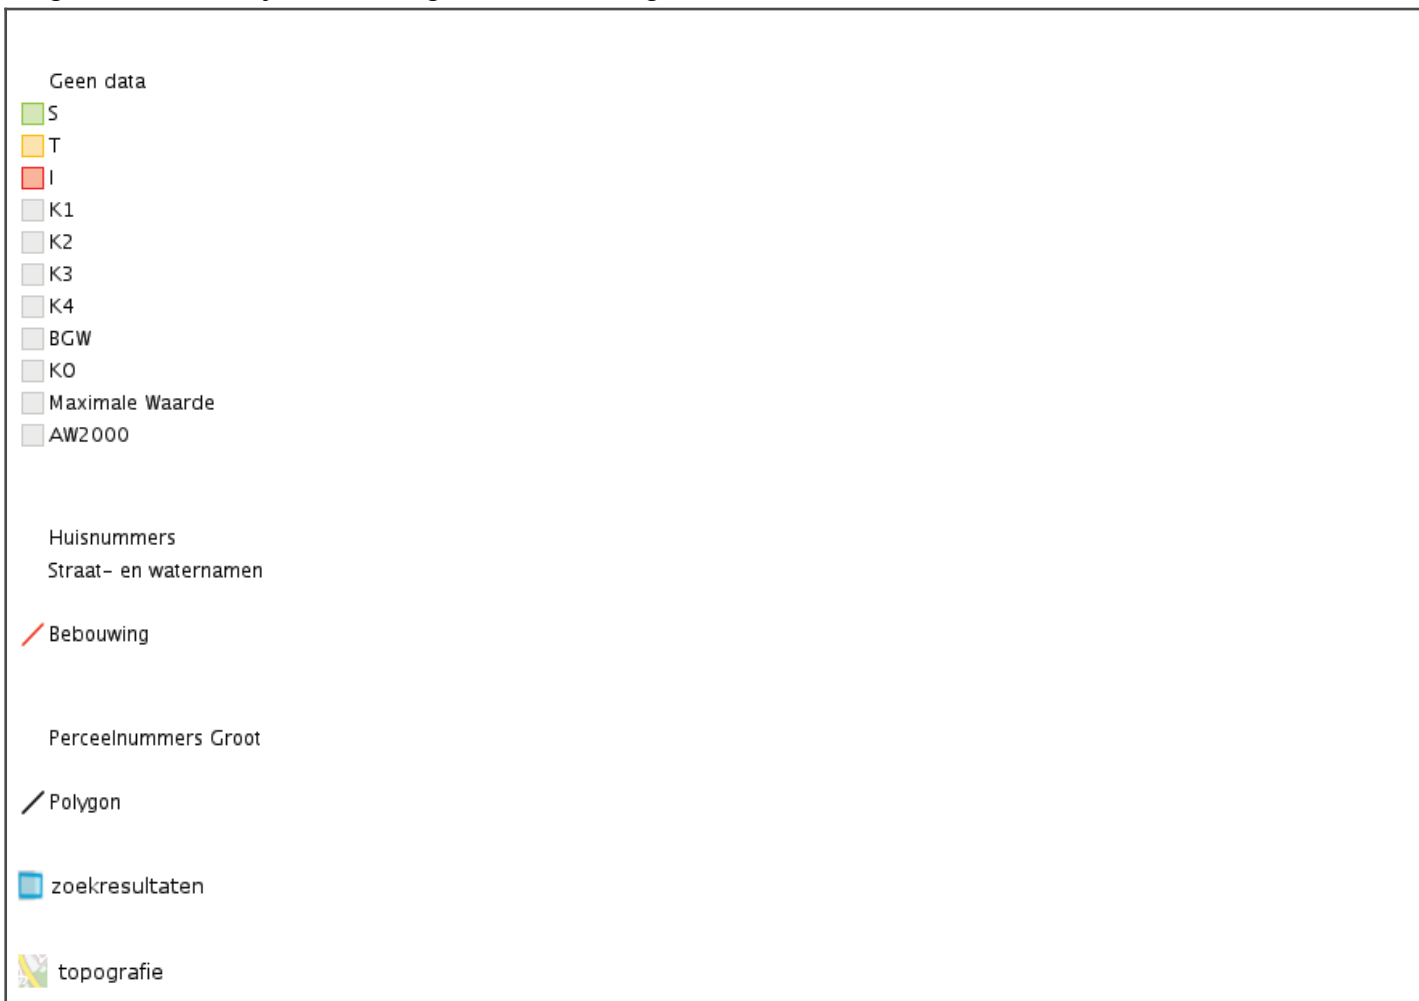 Geen data
S
T
I
K1
K2
K3
K4
BGW
KO
Maximale Waarde
AW2000
Huisnummers
Straat- en waternamen
Bebouwing
Perceelnummers Groot
Polygon
zoekresultaten
topografie